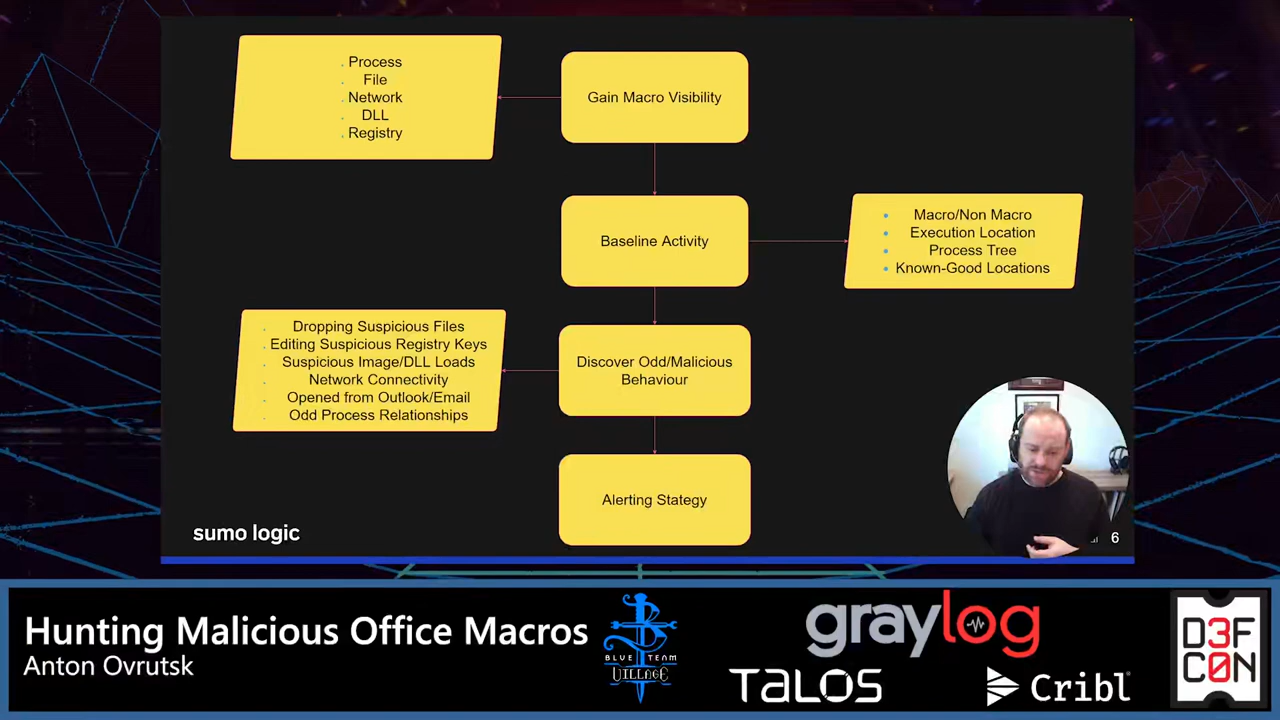 Process
File
Network
DLL
Registry
Gain Macro Visibility
Baseline Activity
Macro/Non Macro
Execution Location
Process Tree
Known-Good Locations
Dropping Suspicious Files
Editing Suspicious Registry Keys
Suspicious Image/DLL Loads
Network Connectivity
Opened from Outlook/Email
Odd Process Relationships
Discover Odd/Malicious
Behaviour
Alerting Stategy
sumo logic
6
Hunting Malicious Office Macros
Anton Ovrutsk
BLUE TEAM
VILLAGE
graylog
TALOS
Cribl
D3F
C0N